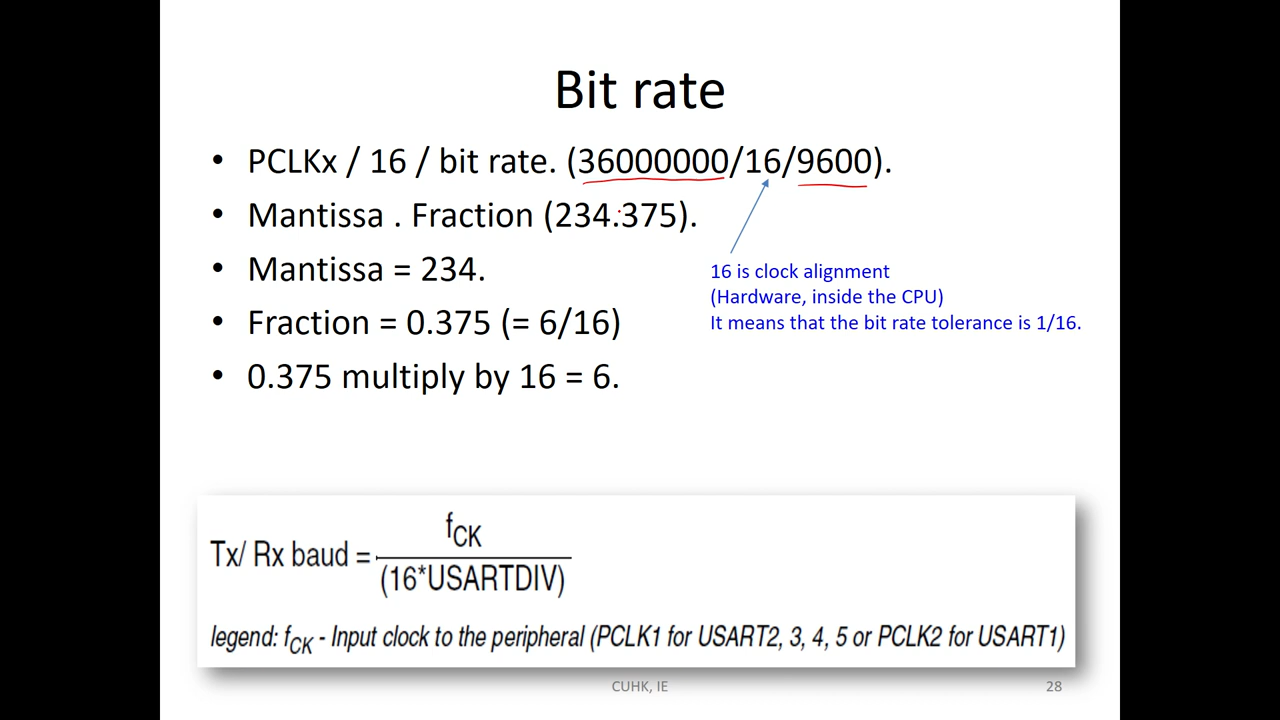 Bit rate
• PCLKx / 16 / bit rate. (36000000/16/9600).
• Mantissa . Fraction (234.375).
• Mantissa = 234.
• Fraction = 0.375 (= 6/16)
• 0.375 multiply by 16 = 6.
16 is clock alignment
(Hardware, inside the CPU)
It means that the bit rate tolerance is 1/16.
Tx/ Rx baud = fCK / (16*USARTDIV)
legend: fCK - Input clock to the peripheral (PCLK1 for USART2, 3, 4, 5 or PCLK2 for USART1)
CUHK, IE
28